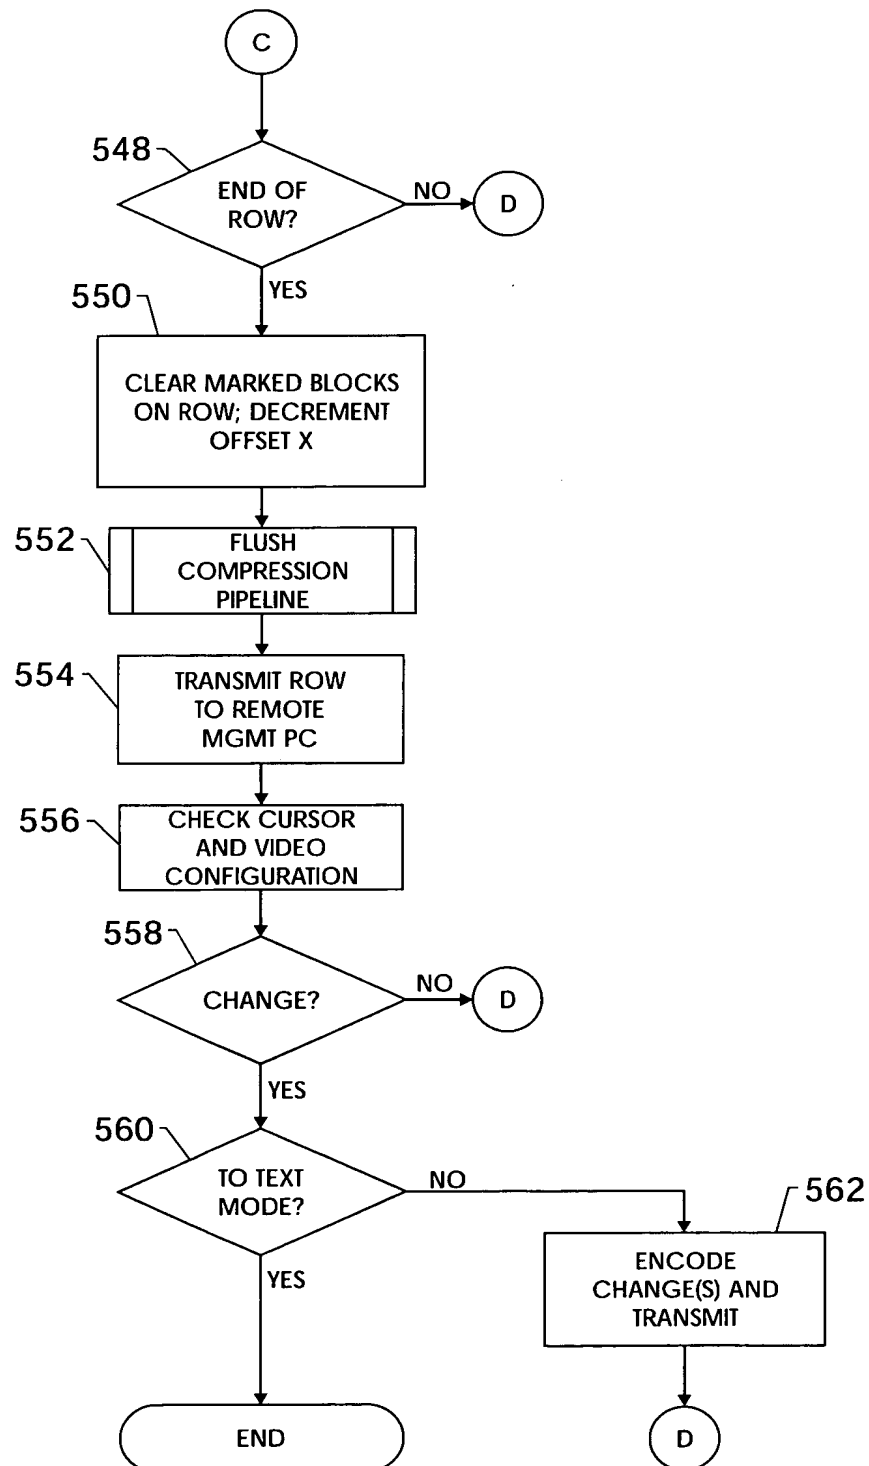 C
548
END OF
ROW?
NO
D
YES
550
CLEAR MARKED BLOCKS
ON ROW; DECREMENT
OFFSET X
552
FLUSH
COMPRESSION
PIPELINE
554
TRANSMIT ROW
TO REMOTE
MGMT PC
556
CHECK CURSOR
AND VIDEO
CONFIGURATION
558
CHANGE?
NO
D
YES
560
TO TEXT
MODE?
NO
562
ENCODE
CHANGE(S) AND
TRANSMIT
YES
END
D